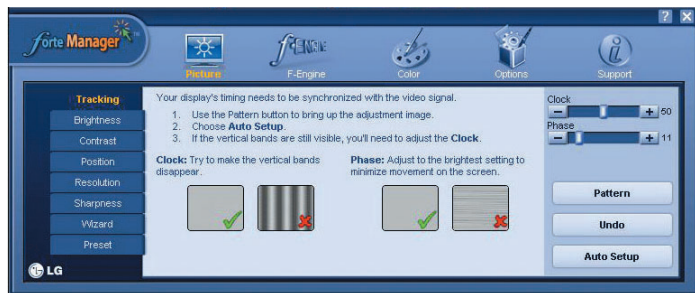 ? X
forte Manager™
Picture
F-ENGINE
F-Engine
Color
Options
i
Support
Tracking
Brightness
Contrast
Position
Resolution
Sharpness
Wizard
Preset
LG
Your display's timing needs to be synchronized with the video signal.
1. Use the Pattern button to bring up the adjustment image.
2. Choose Auto Setup.
3. If the vertical bands are still visible, you'll need to adjust the Clock.
Clock: Try to make the vertical bands
disappear.
Phase: Adjust to the brightest setting to
minimize movement on the screen.
Clock
- + 50
Phase
- + 11
Pattern
Undo
Auto Setup